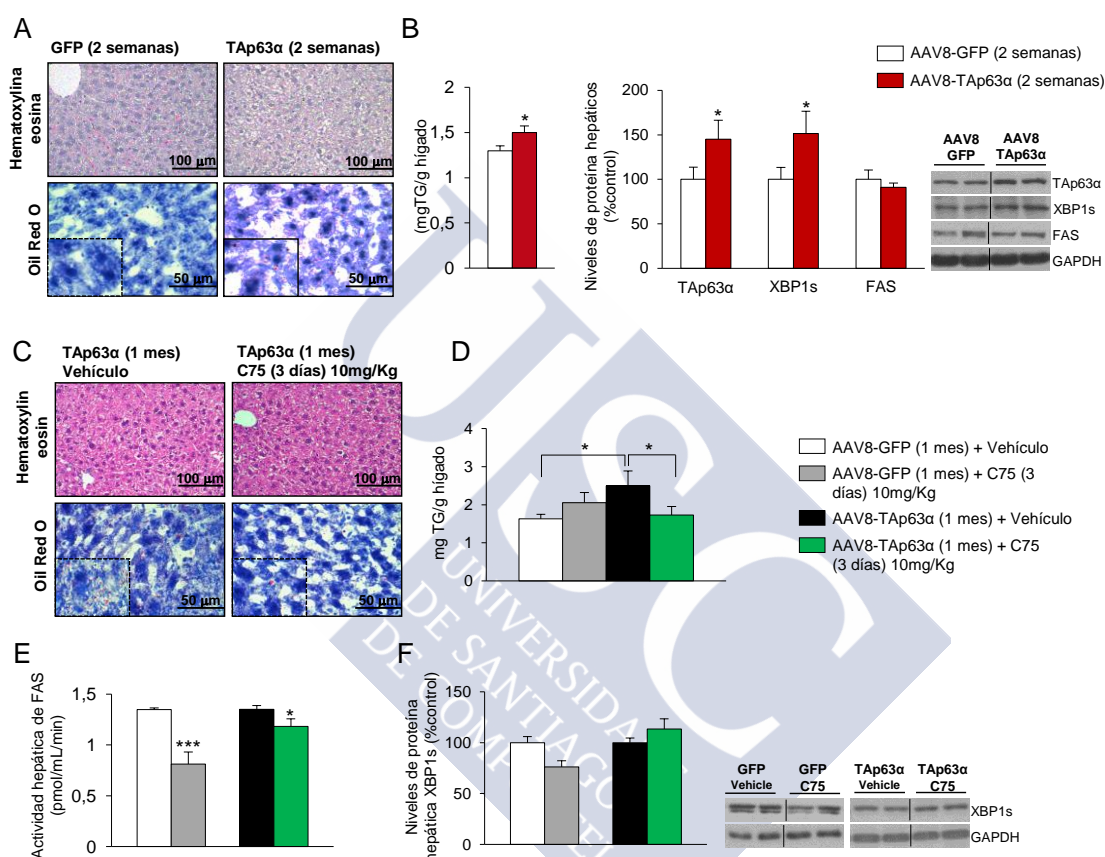 A
GFP (2 semanas)
TAp63α (2 semanas)
Hematoxylina
eosina
100 µm
100 µm
Oil Red O
50 µm
50 µm
B
AAV8-GFP (2 semanas)
AAV8-TAp63α (2 semanas)
(mgTG/g hígado)
2
1,5
1
0,5
0
*
Niveles de proteína hepáticos
(%control)
200
150
100
50
0
*
*
TAp63α
XBP1s
FAS
AAV8
GFP
AAV8
TAp63α
TAp63α
XBP1s
FAS
GAPDH
C
TAp63α (1 mes)
Vehículo
TAp63α (1 mes)
C75 (3 días) 10mg/Kg
Hematoxylin
eosin
100 µm
100 µm
Oil Red O
50 µm
50 µm
D
mg TG/g hígado
4
3
2
1
0
*
*
AAV8-GFP (1 mes) + Vehículo
AAV8-GFP (1 mes) + C75 (3
días) 10mg/Kg
AAV8-TAp63α (1 mes) + Vehículo
AAV8-TAp63α (1 mes) + C75
(3 días) 10mg/Kg
USC
UNIVERSIDA
DE SANTIAGO
DE COMP
E
Actividad hepática de FAS
(pmol/mL/min)
1,5
1
0,5
0
***
*
F
Niveles de proteína
hepática XBP1s (%control)
150
100
50
0
GFP
Vehicle
GFP
C75
TAp63α
Vehicle
TAp63α
C75
XBP1s
GAPDH